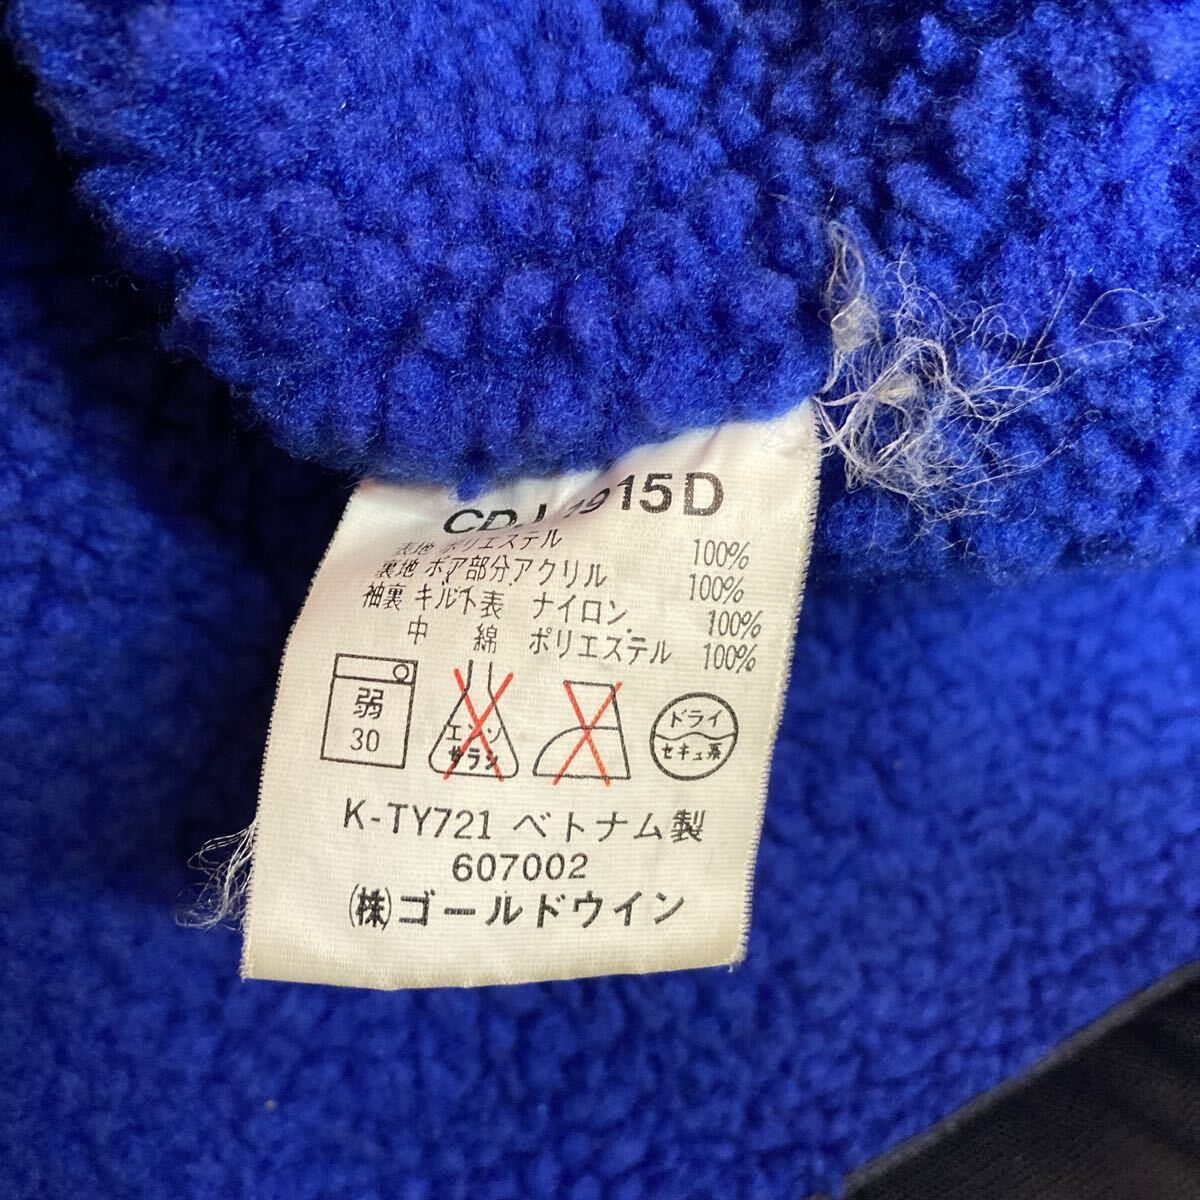 15D
表地 ポリエステル 100%
裏地 ボア部分アクリル 100%
袖裏 キルト表 ナイロン 100%
中 綿 ポリエステル 100%
弱
30
エンソ
サラシ
ドライ
セキユ系
K-TY721 ベトナム製
607002
(株)ゴールドウイン